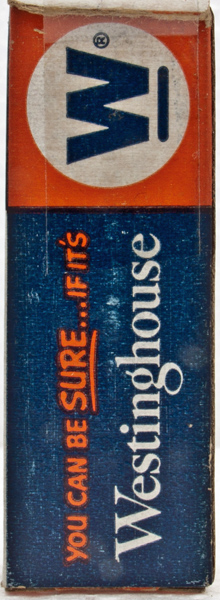 YOU CAN BE SURE...IF IT'S
Westinghouse
W®